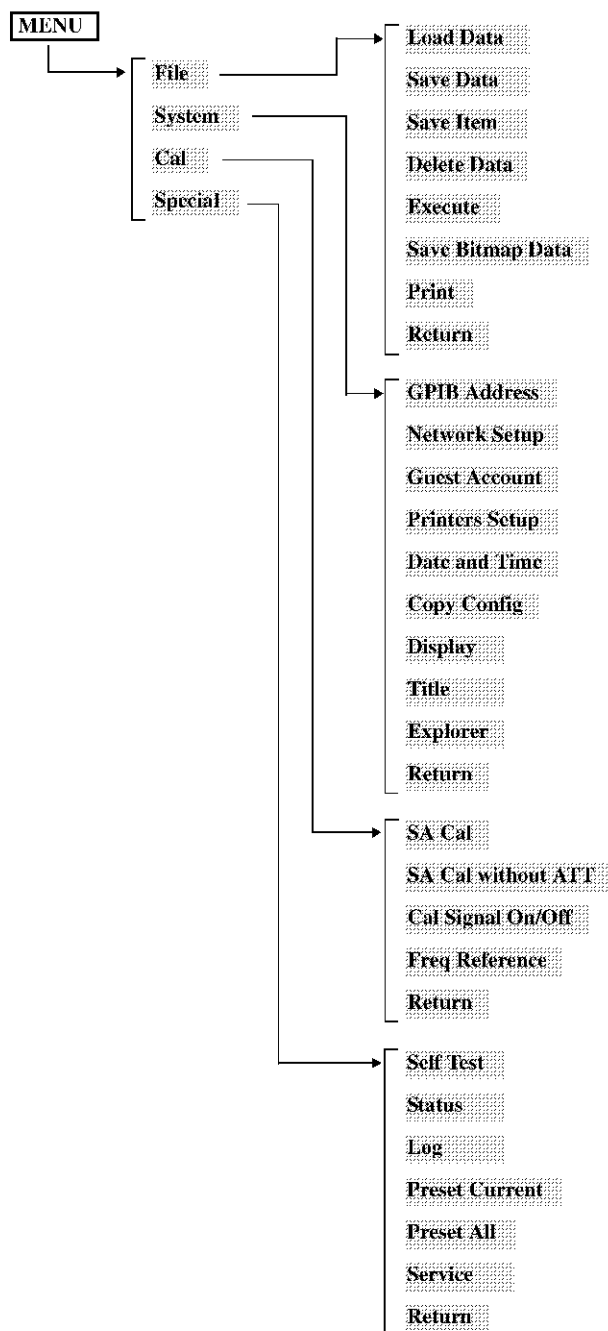 MENU
File
System
Cal
Special
Load Data
Save Data
Save Item
Delete Data
Execute
Save Bitmap Data
Print
Return
GPIB Address
Network Setup
Guest Account
Printers Setup
Date and Time
Copy Config
Display
Title
Explorer
Return
SA Cal
SA Cal without ATT
Cal Signal On/Off
Freq Reference
Return
Self Test
Status
Log
Preset Current
Preset All
Service
Return